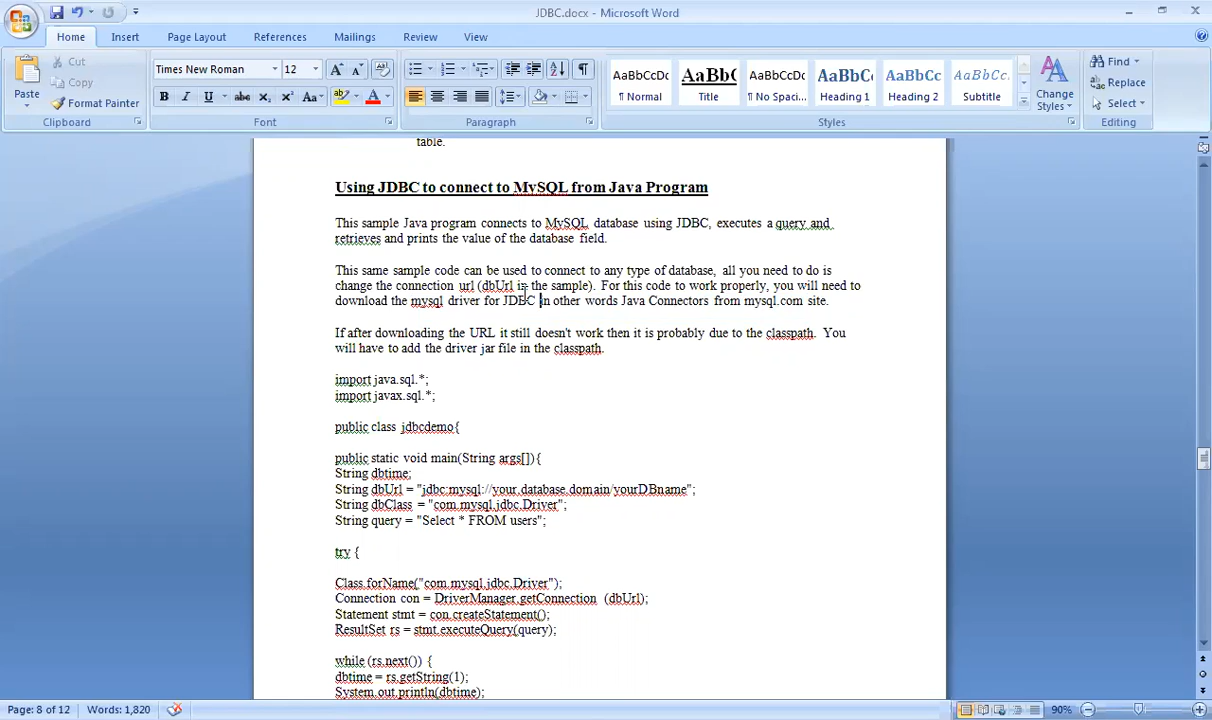 JDBC.docx - Microsoft Word
Home Insert Page Layout References Mailings Review View
Paste
Cut
Copy
Format Painter
Clipboard
Times New Roman 12
B I U abc x₂ x² Aa
Font
Paragraph
AaBbCcDc AaBbC AaBbCcDc AaBbCc AaBbCc AaBbCc.
¶ Normal Title ¶ No Spaci... Heading 1 Heading 2 Subtitle
Change Styles
Styles
Find
Replace
Select
Editing
table.
Using JDBC to connect to MySQL from Java Program
This sample Java program connects to MySQL database using JDBC, executes a query and
retrieves and prints the value of the database field.
This same sample code can be used to connect to any type of database, all you need to do is
change the connection url (dbUrl in the sample). For this code to work properly, you will need to
download the mysql driver for JDBC in other words Java Connectors from mysql.com site.
If after downloading the URL it still doesn't work then it is probably due to the classpath. You
will have to add the driver jar file in the classpath.
import java.sql.*;
import javax.sql.*;
public class jdbcdemo{
public static void main(String args[]){
String dbtime;
String dbUrl = "jdbc:mysql://your.database.domain/yourDBname";
String dbClass = "com.mysql.jdbc.Driver";
String query = "Select * FROM users";
try {
Class.forName("com.mysql.jdbc.Driver");
Connection con = DriverManager.getConnection (dbUrl);
Statement stmt = con.createStatement();
ResultSet rs = stmt.executeQuery(query);
while (rs.next()) {
dbtime = rs.getString(1);
System.out.println(dbtime);
Page: 8 of 12 Words: 1,820 90%